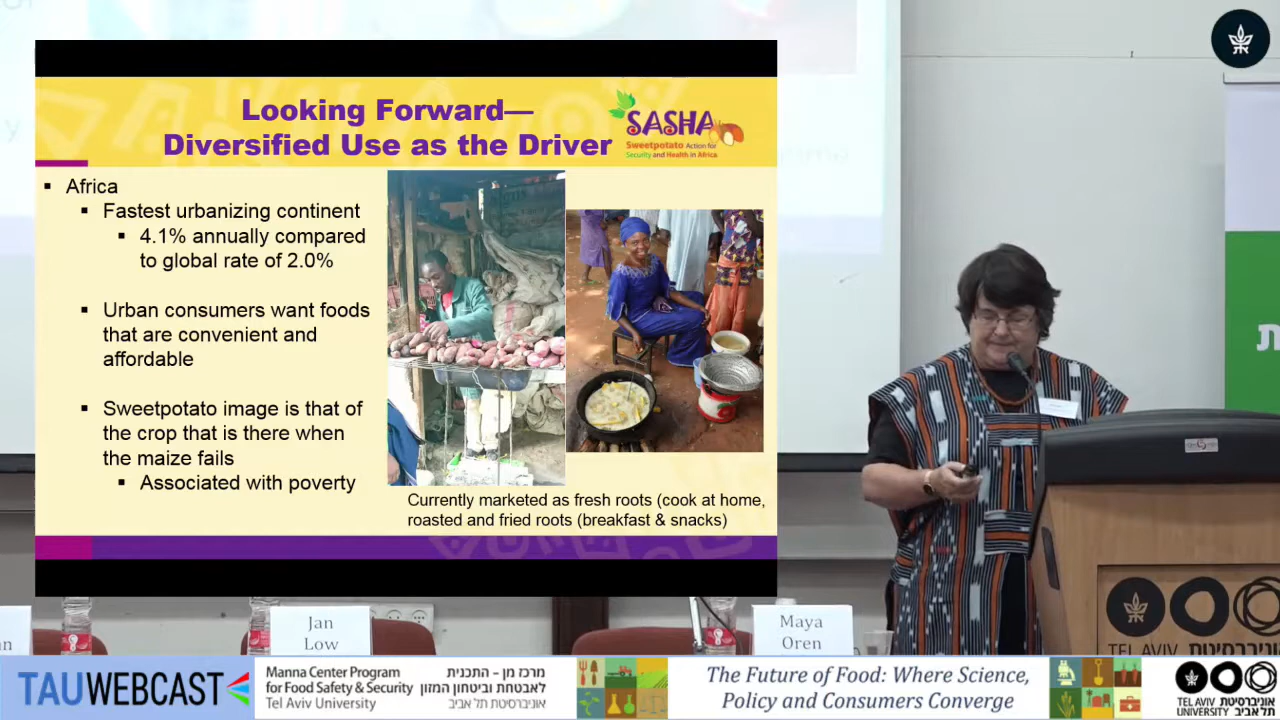 Looking Forward—
Diversified Use as the Driver
SASHA
Sweetpotato Action for
Security and Health in Africa
▪ Africa
▪ Fastest urbanizing continent
▪ 4.1% annually compared
to global rate of 2.0%
▪ Urban consumers want foods
that are convenient and
affordable
▪ Sweetpotato image is that of
the crop that is there when
the maize fails
▪ Associated with poverty
Currently marketed as fresh roots (cook at home,
roasted and fried roots (breakfast & snacks)
ת
Jan
Low
Maya
Oren
TEL AVIV אוניברסיטת
TAUWEBCAST
Manna Center Program
for Food Safety & Security
Tel Aviv University
מרכז מן - התכנית
לאבטחת וביטחון המזון
אוניברסיטת תל אביב
The Future of Food: Where Science,
Policy and Consumers Converge
TEL AVIV אוניברסיטת
UNIVERSITY תל אביב